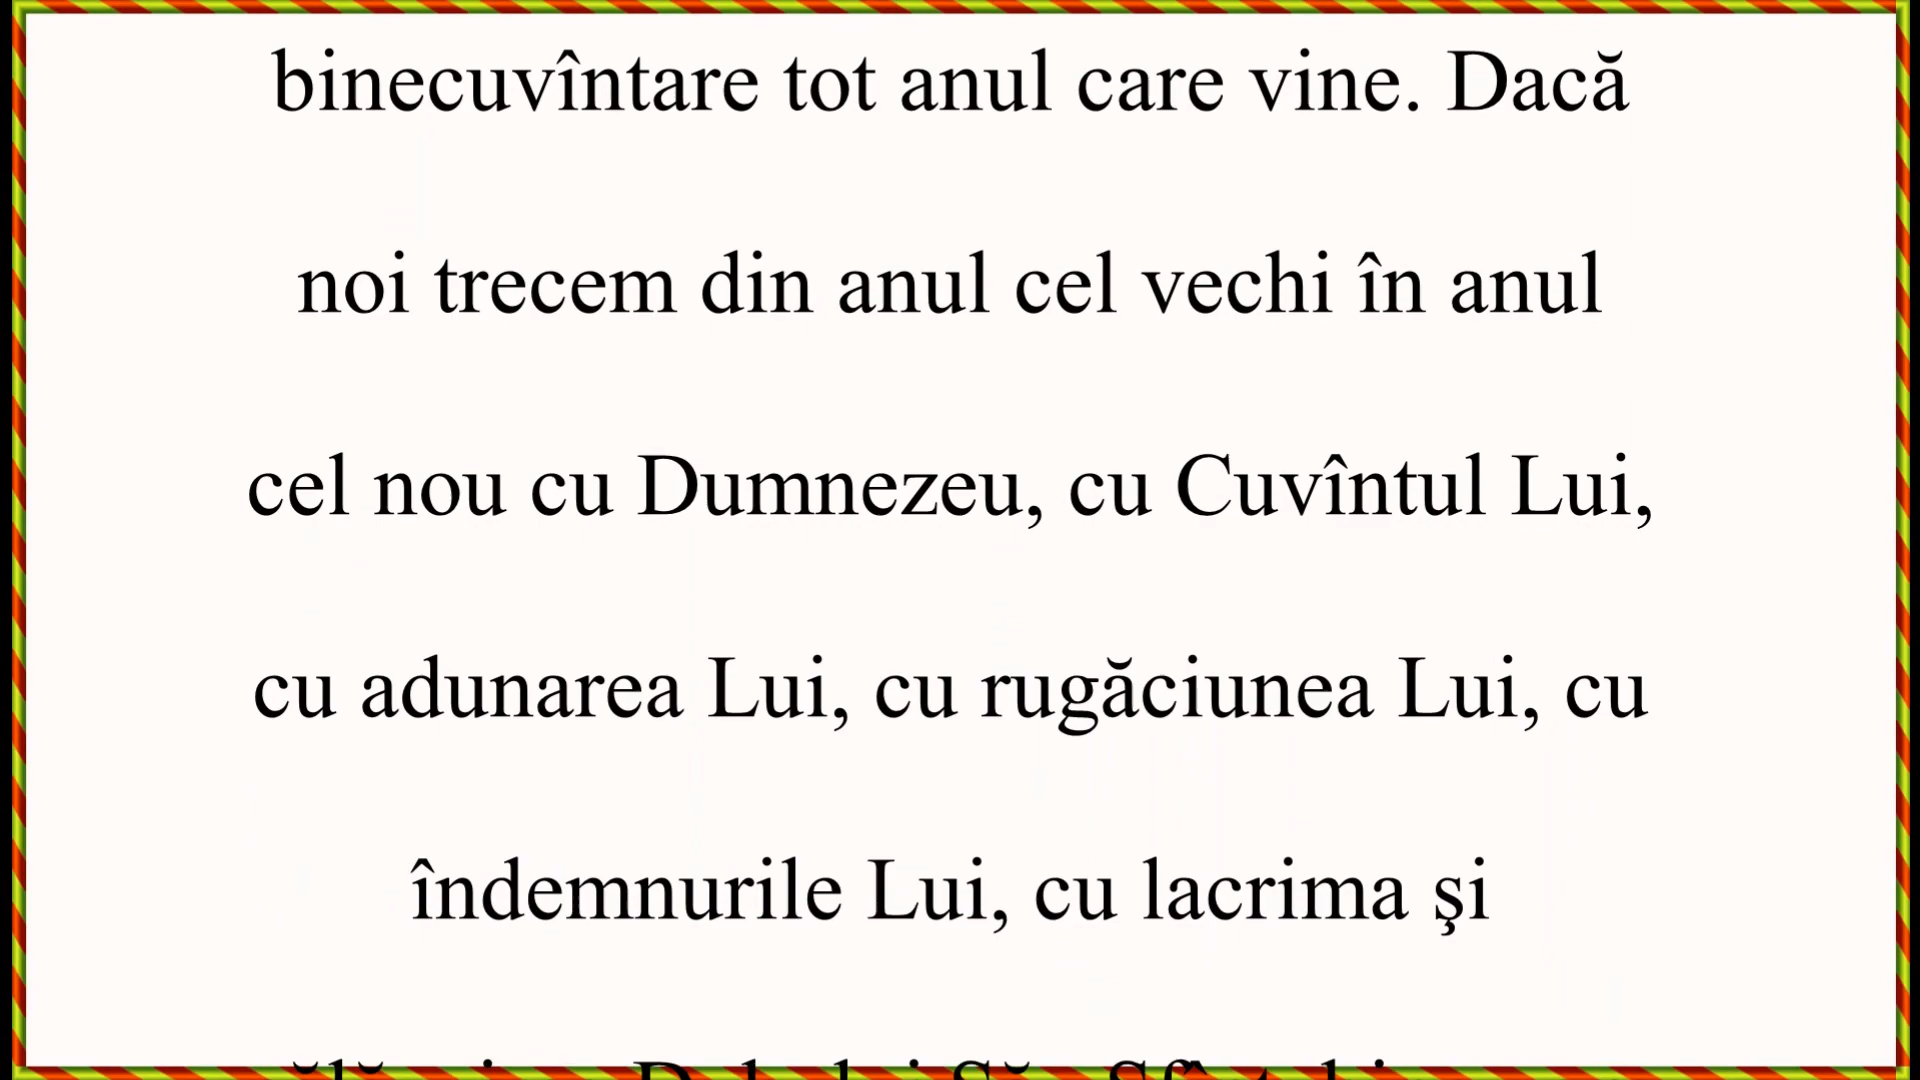 binecuvîntare tot anul care vine. Dacă
noi trecem din anul cel vechi în anul
cel nou cu Dumnezeu, cu Cuvîntul Lui,
cu adunarea Lui, cu rugăciunea Lui, cu
îndemnurile Lui, cu lacrima şi